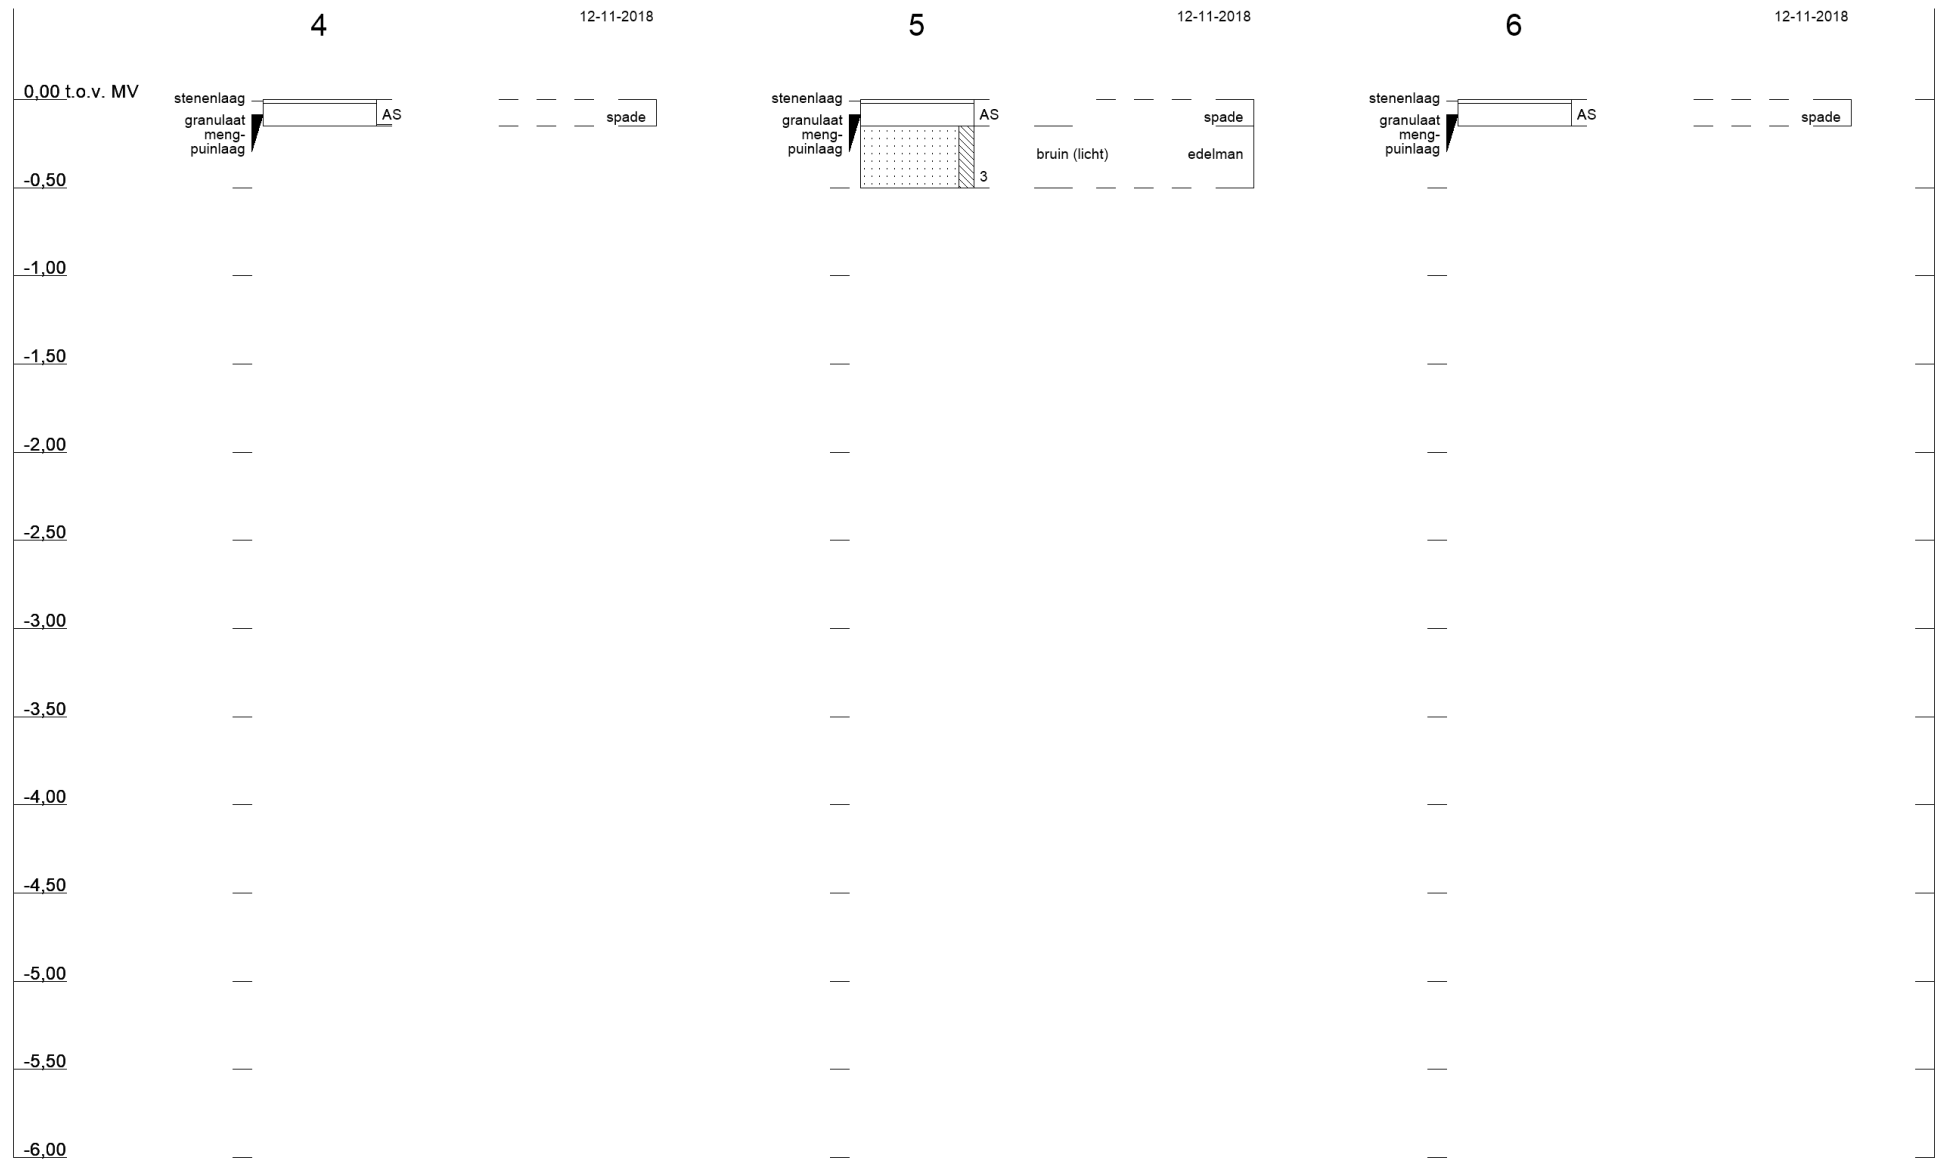 4
12-11-2018
5
12-11-2018
6
12-11-2018
0,00 t.o.v. MV
stenenlaag
granulaat
meng-
puinlaag
AS
spade
stenenlaag
granulaat
meng-
puinlaag
AS
3
bruin (licht)
spade
edelman
stenenlaag
granulaat
meng-
puinlaag
AS
spade
-0,50
-1,00
-1,50
-2,00
-2,50
-3,00
-3,50
-4,00
-4,50
-5,00
-5,50
-6,00